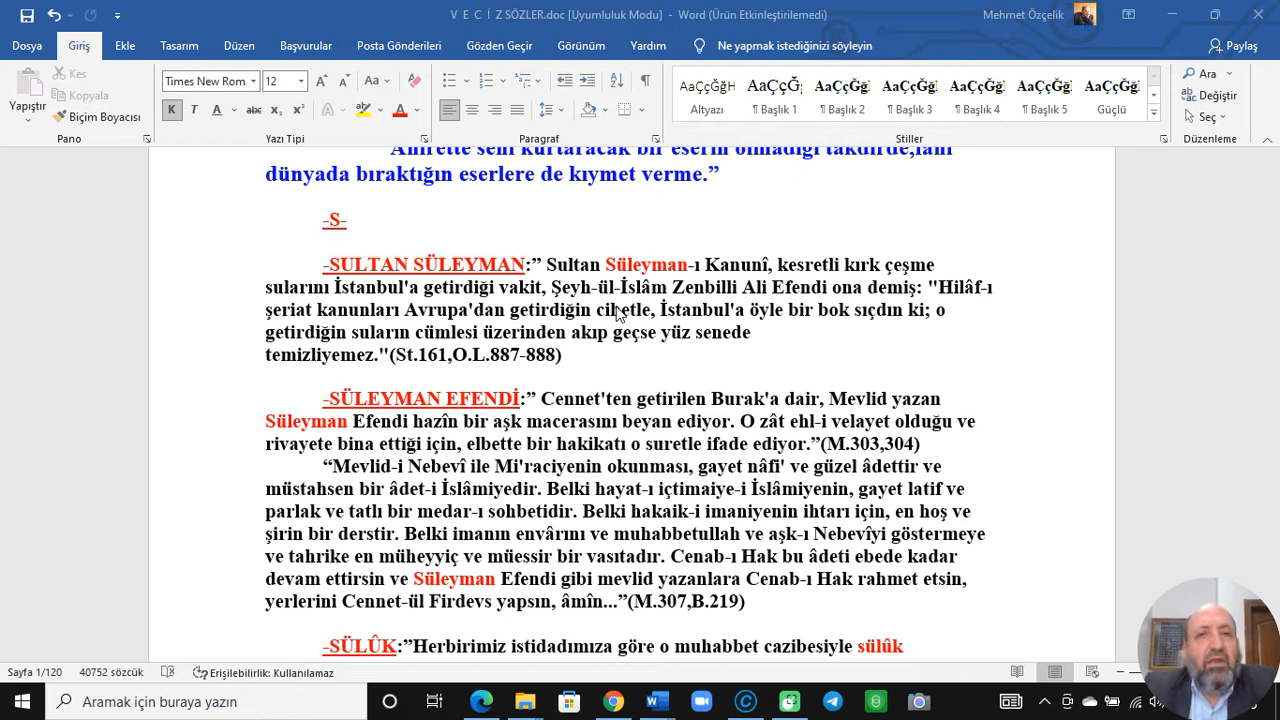 V E C İ Z SÖZLER.doc [Uyumluluk Modu] - Word (Ürün Etkinleştirilemedi)
Mehmet Özçelik
Dosya Giriş Ekle Tasarım Düzen Başvurular Posta Gönderileri Gözden Geçir Görünüm Yardım Ne yapmak istediğinizi söyleyin Paylaş
Yapıştır
Kes
Kopyala
Biçim Boyacısı
Times New Rom 12
K T A abc x₂ x²
AaÇçĞğH AaÇçĞğ AaÇçĞğ AaÇçĞğ AaÇçĞğ AaÇçĞğ AaÇçĞğ
Altyazı ¶ Başlık 1 ¶ Başlık 2 ¶ Başlık 3 ¶ Başlık 4 ¶ Başlık 5 Güçlü
Ara
Değiştir
Seç
Pano Yazı Tipi Paragraf Stiller Düzenleme
Ahirette seni kurtaracak bir eserin olmadığı takdirde,fani
dünyada bıraktığın eserlere de kıymet verme.”
-S-
-SULTAN SÜLEYMAN:” Sultan Süleyman-ı Kanunî, kesretli kırk çeşme
sularını İstanbul'a getirdiği vakit, Şeyh-ül-İslâm Zenbilli Ali Efendi ona demiş: "Hilâf-ı
şeriat kanunları Avrupa'dan getirdiğin cihetle, İstanbul'a öyle bir bok sıçdın ki; o
getirdiğin suların cümlesi üzerinden akıp geçse yüz senede
temizliyemez."(St.161,O.L.887-888)
-SÜLEYMAN EFENDİ:” Cennet'ten getirilen Burak'a dair, Mevlid yazan
Süleyman Efendi hazîn bir aşk macerasını beyan ediyor. O zât ehl-i velayet olduğu ve
rivayete bina ettiği için, elbette bir hakikatı o suretle ifade ediyor.”(M.303,304)
“Mevlid-i Nebevî ile Mi'raciyenin okunması, gayet nâfi' ve güzel âdettir ve
müstahsen bir âdet-i İslâmiyedir. Belki hayat-ı içtimaiye-i İslâmiyenin, gayet latif ve
parlak ve tatlı bir medar-ı sohbetidir. Belki hakaik-i imaniyenin ihtarı için, en hoş ve
şirin bir derstir. Belki imanın envârını ve muhabbetullah ve aşk-ı Nebevîyi göstermeye
ve tahrike en müheyyiç ve müessir bir vasıtadır. Cenab-ı Hak bu âdeti ebede kadar
devam ettirsin ve Süleyman Efendi gibi mevlid yazanlara Cenab-ı Hak rahmet etsin,
yerlerini Cennet-ül Firdevs yapsın, âmîn...”(M.307,B.219)
-SÜLÛK:”Herbirimiz istidadımıza göre o muhabbet cazibesiyle sülûk
Sayfa 1/120 40752 sözcük Erişilebilirlik: Kullanılamaz
Aramak için buraya yazın